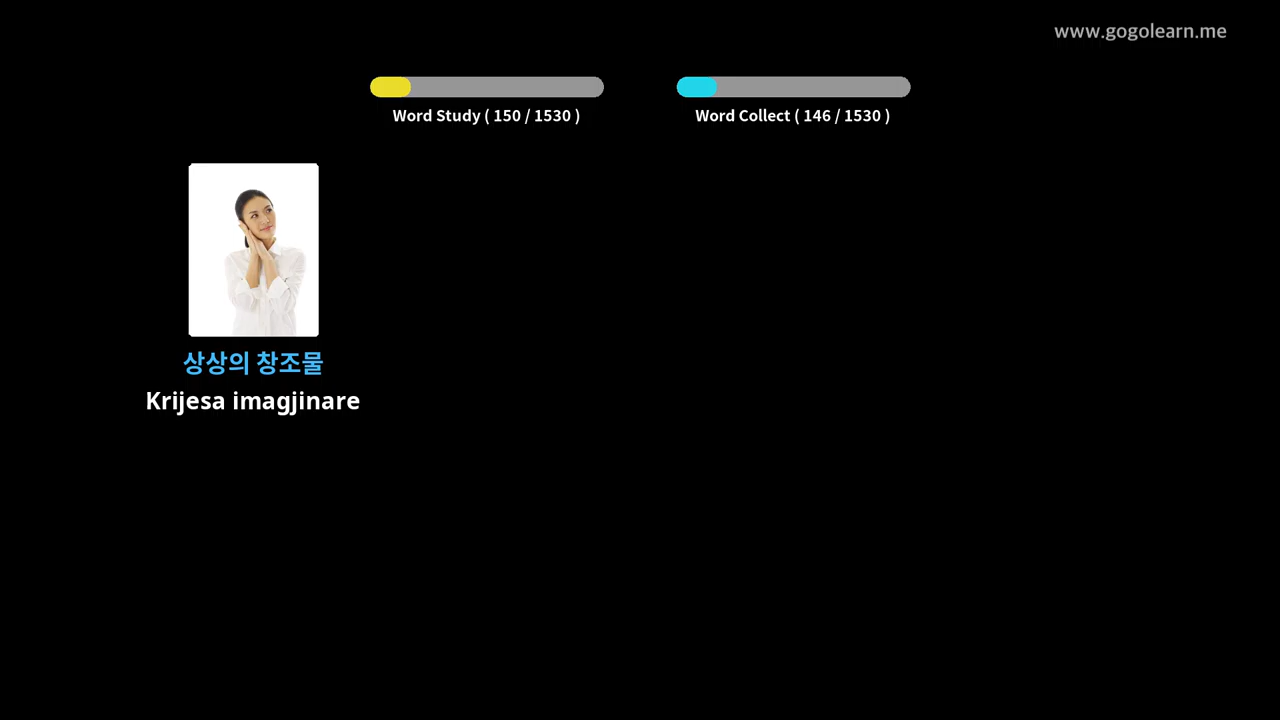 www.gogolearn.me
Word Study ( 150 / 1530 )
Word Collect ( 146 / 1530 )
상상의 창조물
Krijesa imagjinare